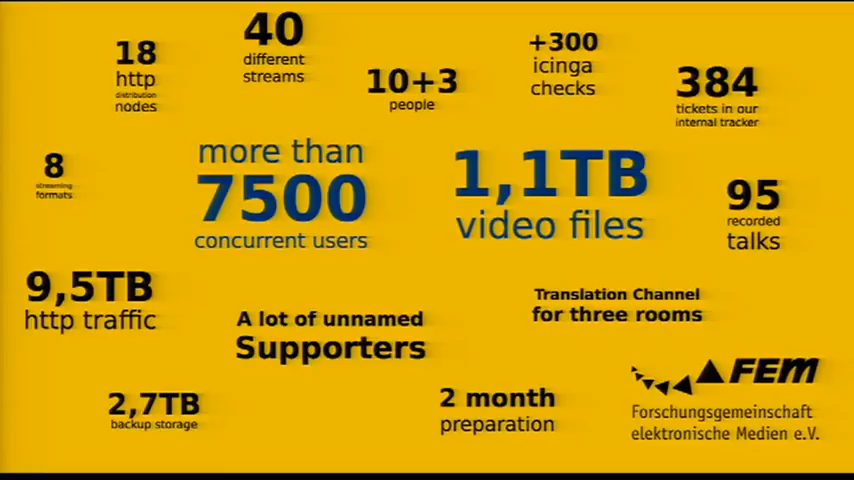 40
different
streams
18
http
distribution
nodes
10+3
people
+300
icinga
checks
384
tickets in our
internal tracker
8
streaming
formats
more than
7500
concurrent users
1,1TB
video files
95
recorded
talks
9,5TB
http traffic
A lot of unnamed
Supporters
Translation Channel
for three rooms
2,7TB
backup storage
2 month
preparation
FEM
Forschungsgemeinschaft
elektronische Medien e.V.